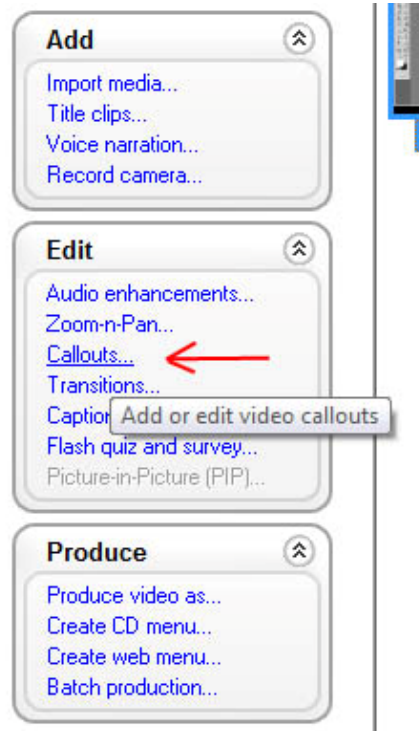 Add
Import media...
Title clips...
Voice narration...
Record camera...
Edit
Audio enhancements...
Zoom-n-Pan...
Callouts...
Transitions...
Caption
Add or edit video callouts
Flash quiz and survey...
Picture-in-Picture (PIP)...
Produce
Produce video as...
Create CD menu...
Create web menu...
Batch production...